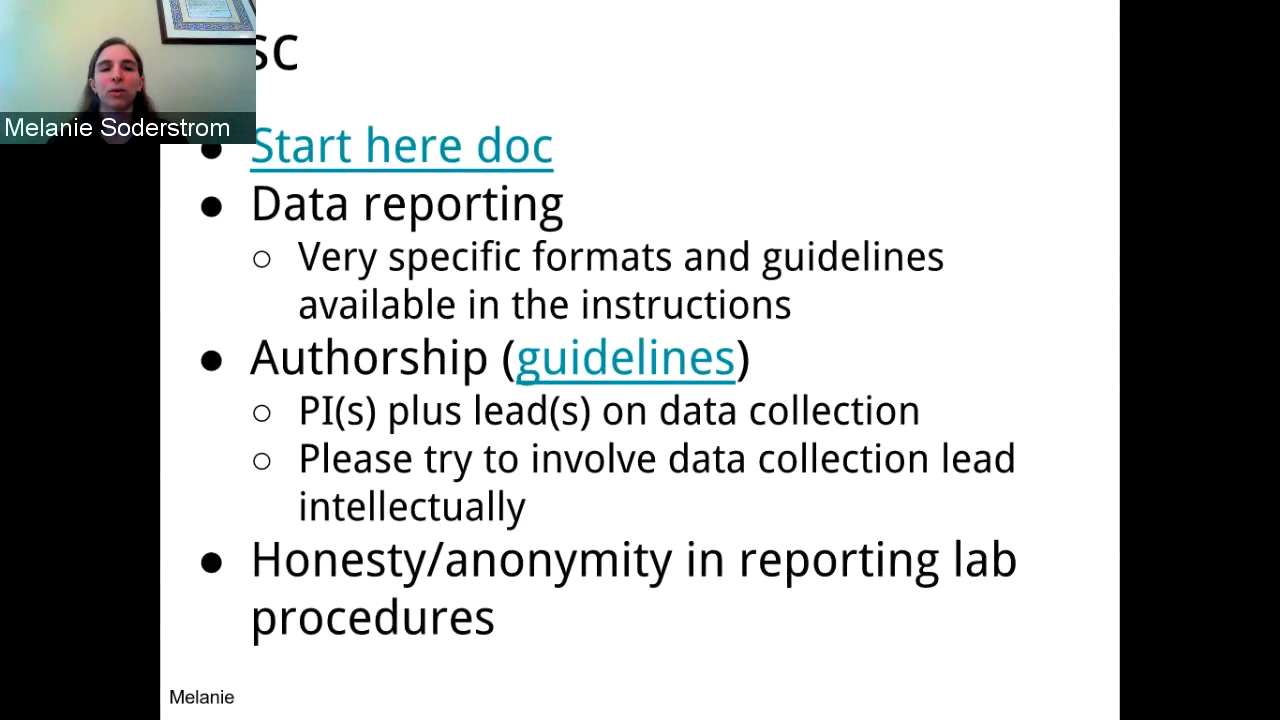 sc
Melanie Soderstrom
● Start here doc
● Data reporting
○ Very specific formats and guidelines
available in the instructions
● Authorship (guidelines)
○ PI(s) plus lead(s) on data collection
○ Please try to involve data collection lead
intellectually
● Honesty/anonymity in reporting lab
procedures
Melanie